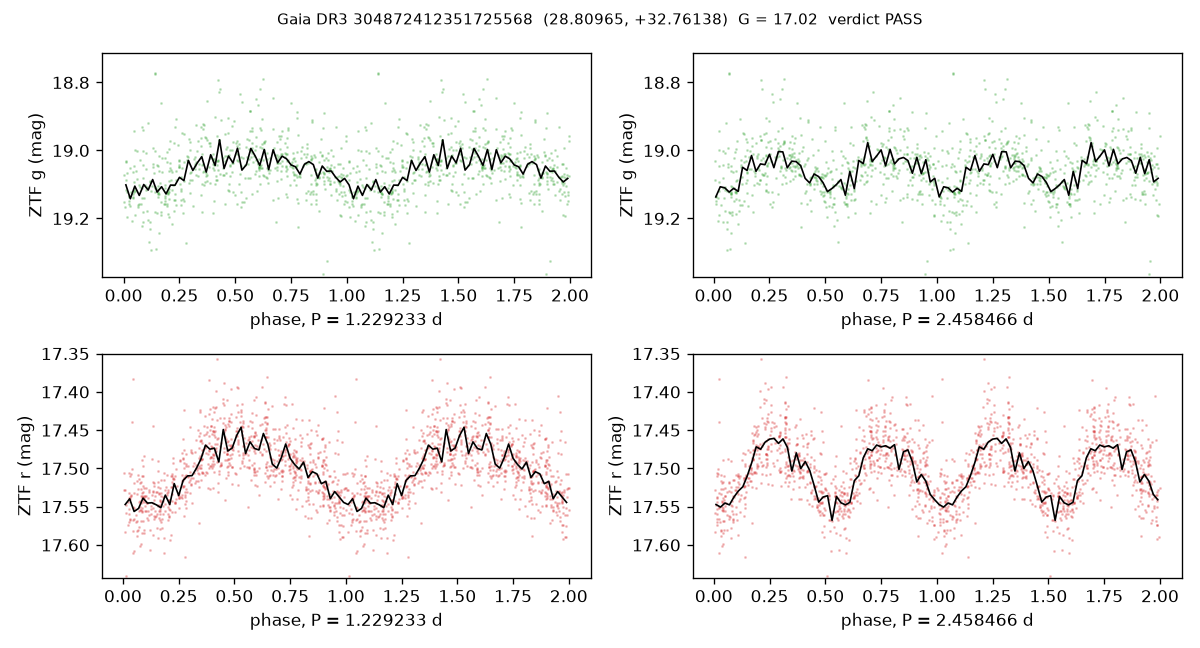 Gaia DR3 304872412351725568  (28.80965, +32.76138)  G = 17.02  verdict PASS
ZTF g (mag)
18.8
19.0
19.2
0.00 0.25 0.50 0.75 1.00 1.25 1.50 1.75 2.00
phase, P = 1.229233 d
ZTF g (mag)
18.8
19.0
19.2
0.00 0.25 0.50 0.75 1.00 1.25 1.50 1.75 2.00
phase, P = 2.458466 d
ZTF r (mag)
17.35
17.40
17.45
17.50
17.55
17.60
0.00 0.25 0.50 0.75 1.00 1.25 1.50 1.75 2.00
phase, P = 1.229233 d
ZTF r (mag)
17.35
17.40
17.45
17.50
17.55
17.60
0.00 0.25 0.50 0.75 1.00 1.25 1.50 1.75 2.00
phase, P = 2.458466 d